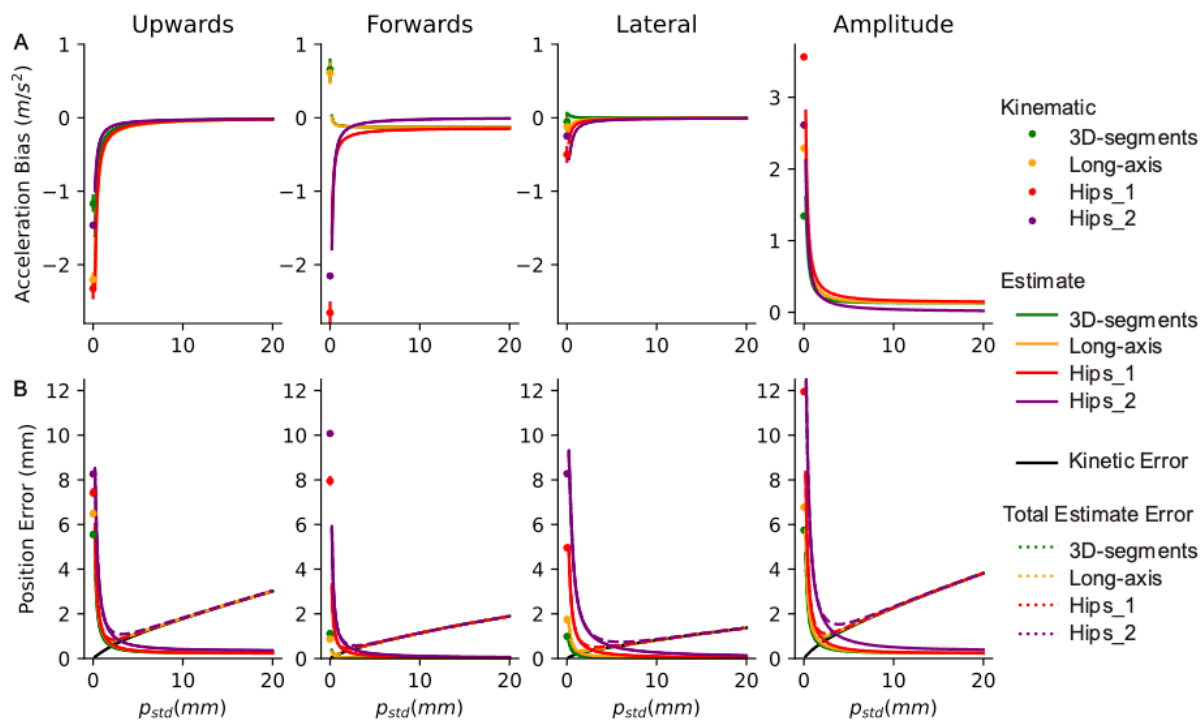 Upwards
Forwards
Lateral
Amplitude
A
Acceleration Bias (m/s²)
1
0
−1
−2
0
10
20
1
0
−1
−2
0
10
20
1
0
−1
−2
0
10
20
3
2
1
0
0
10
20
Kinematic
3D-segments
Long-axis
Hips_1
Hips_2
Estimate
3D-segments
Long-axis
Hips_1
Hips_2
Kinetic Error
Total Estimate Error
3D-segments
Long-axis
Hips_1
Hips_2
B
Position Error (mm)
12
10
8
6
4
2
0
0
10
20
p_std(mm)
12
10
8
6
4
2
0
0
10
20
p_std(mm)
12
10
8
6
4
2
0
0
10
20
p_std(mm)
12
10
8
6
4
2
0
0
10
20
p_std(mm)